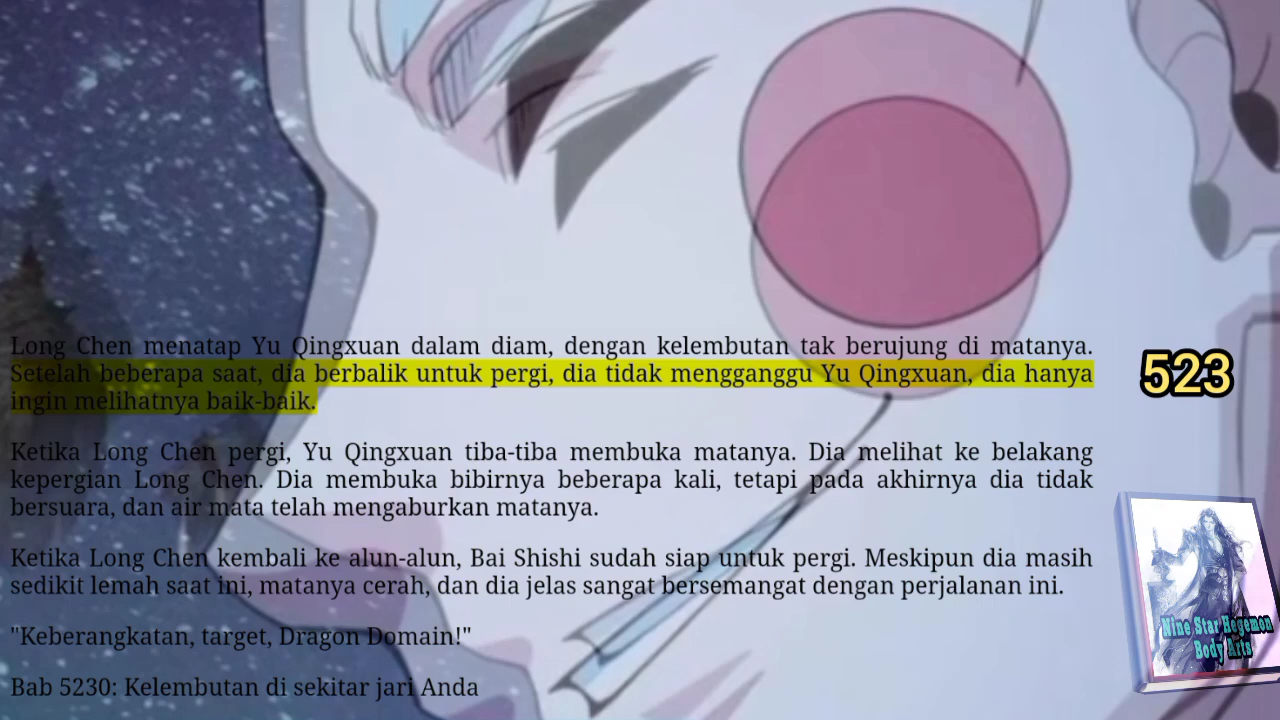 Long Chen menatap Yu Qingxuan dalam diam, dengan kelembutan tak berujung di matanya.
Setelah beberapa saat, dia berbalik untuk pergi, dia tidak mengganggu Yu Qingxuan, dia hanya
ingin melihatnya baik-baik.
523
Ketika Long Chen pergi, Yu Qingxuan tiba-tiba membuka matanya. Dia melihat ke belakang
kepergian Long Chen. Dia membuka bibirnya beberapa kali, tetapi pada akhirnya dia tidak
bersuara, dan air mata telah mengaburkan matanya.
Ketika Long Chen kembali ke alun-alun, Bai Shishi sudah siap untuk pergi. Meskipun dia masih
sedikit lemah saat ini, matanya cerah, dan dia jelas sangat bersemangat dengan perjalanan ini.
"Keberangkatan, target, Dragon Domain!"
Bab 5230: Kelembutan di sekitar jari Anda
Nine Star Hegemon
Body Arts